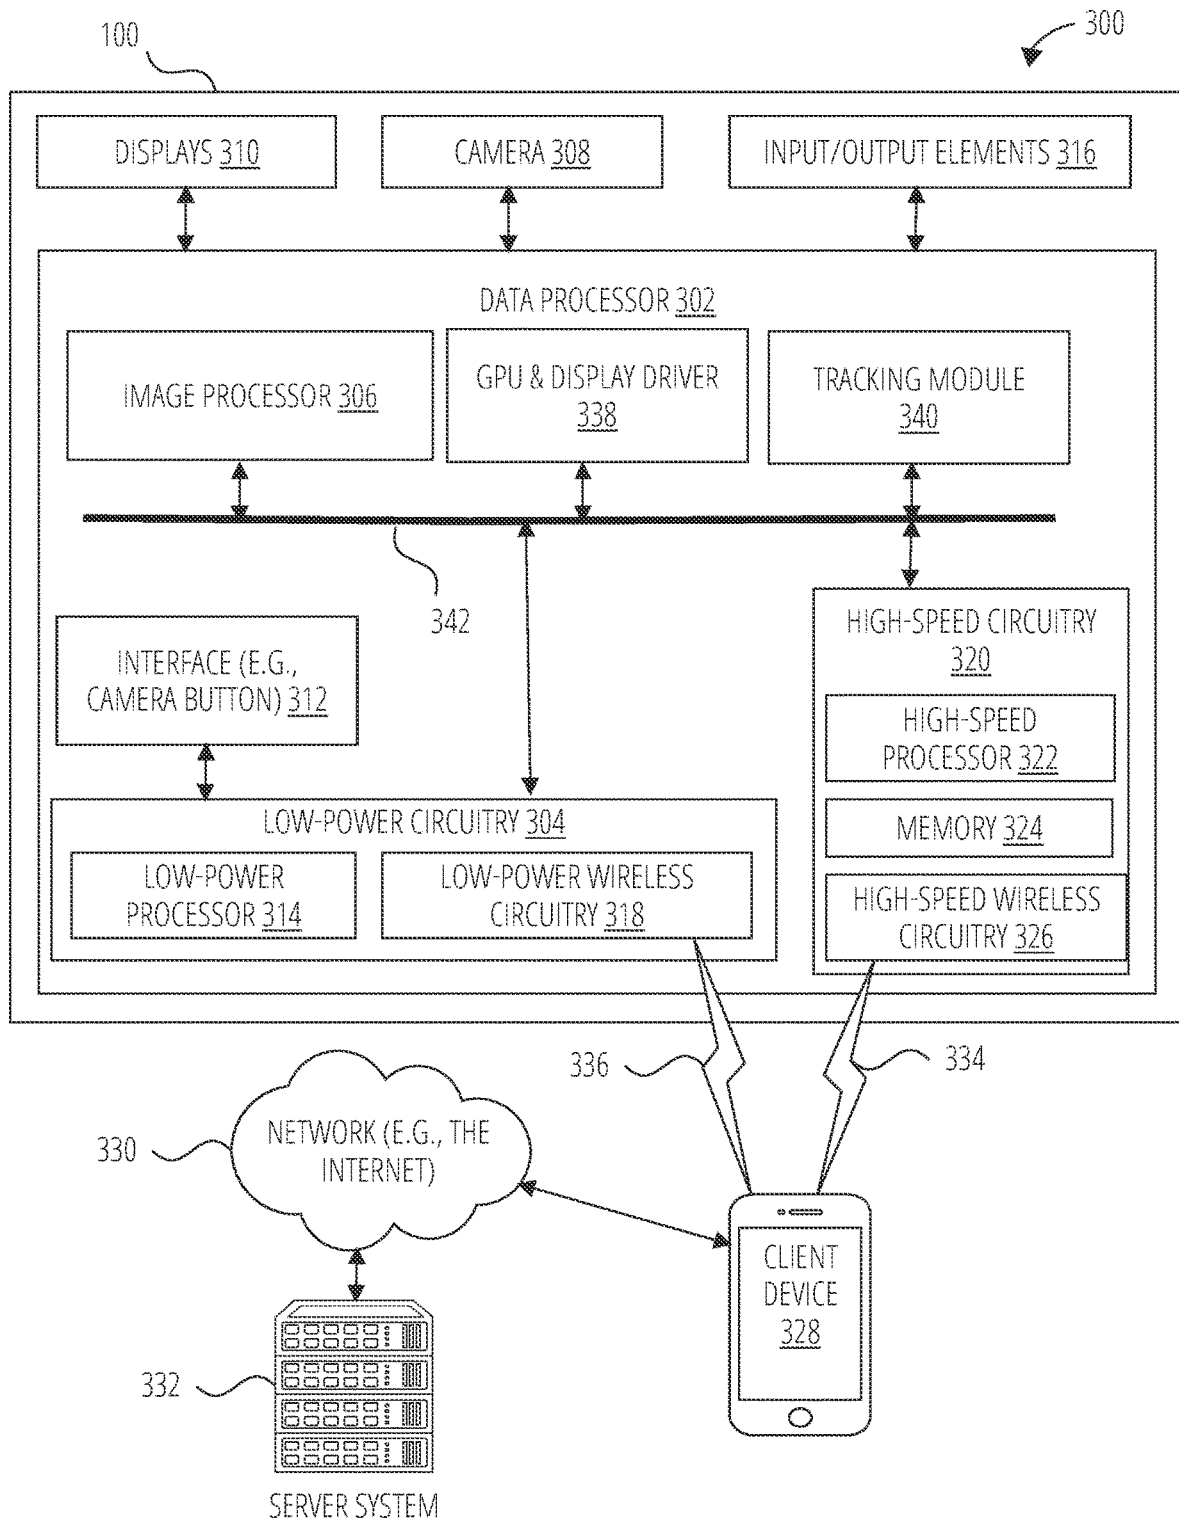 100
300
DISPLAYS 310
CAMERA 308
INPUT/OUTPUT ELEMENTS 316
DATA PROCESSOR 302
IMAGE PROCESSOR 306
GPU & DISPLAY DRIVER
338
TRACKING MODULE
340
342
INTERFACE (E.G.,
CAMERA BUTTON) 312
HIGH-SPEED CIRCUITRY
320
HIGH-SPEED
PROCESSOR 322
MEMORY 324
HIGH-SPEED WIRELESS
CIRCUITRY 326
LOW-POWER CIRCUITRY 304
LOW-POWER
PROCESSOR 314
LOW-POWER WIRELESS
CIRCUITRY 318
336
334
330
NETWORK (E.G., THE
INTERNET)
CLIENT
DEVICE
328
332
SERVER SYSTEM